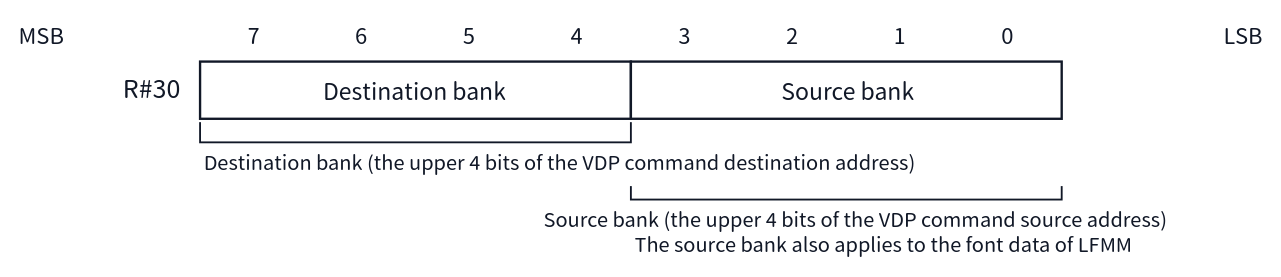 MSB 7 6 5 4 3 2 1 0 LSB
R#30 Destination bank Source bank
Destination bank (the upper 4 bits of the VDP command destination address)
Source bank (the upper 4 bits of the VDP command source address)
The source bank also applies to the font data of LFMM